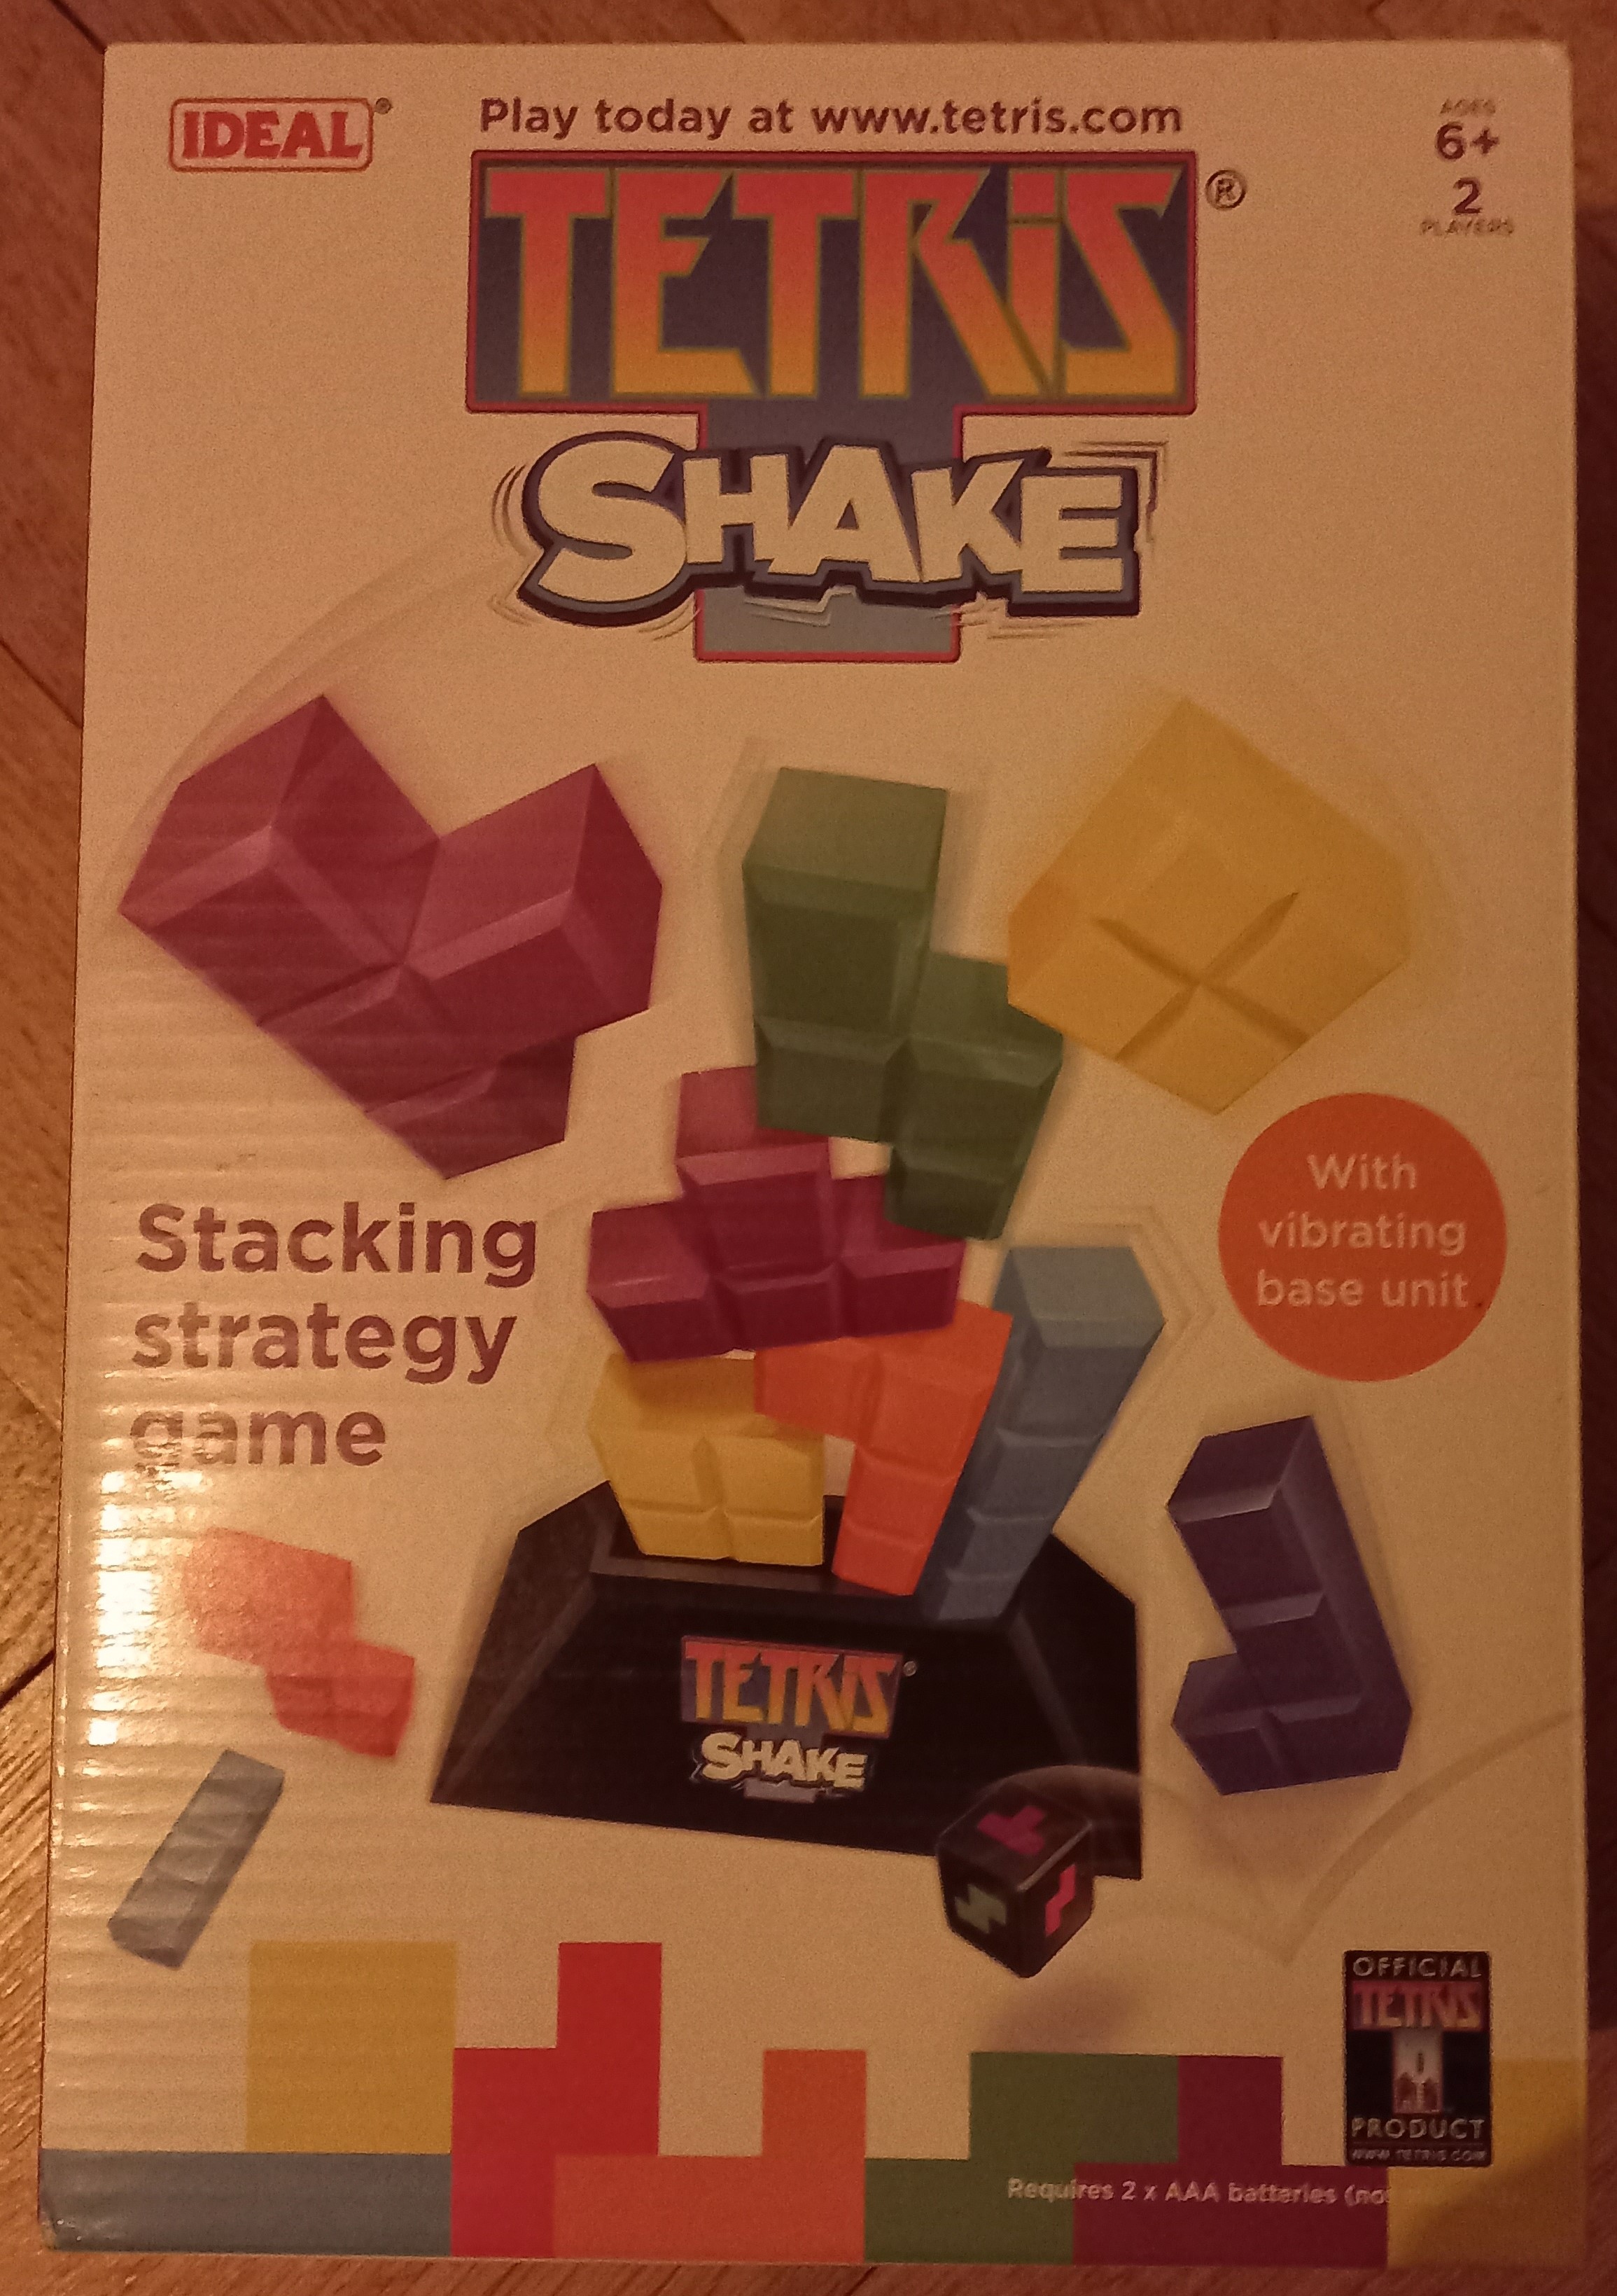 IDEAL®
Play today at www.tetris.com
AGES
6+
2
PLAYERS
TETRIS®
SHAKE
With
vibrating
base unit
Stacking
strategy
game
TETRIS®
SHAKE
OFFICIAL
TETRIS
PRODUCT
WWW.TETRIS.COM
Requires 2 x AAA batteries